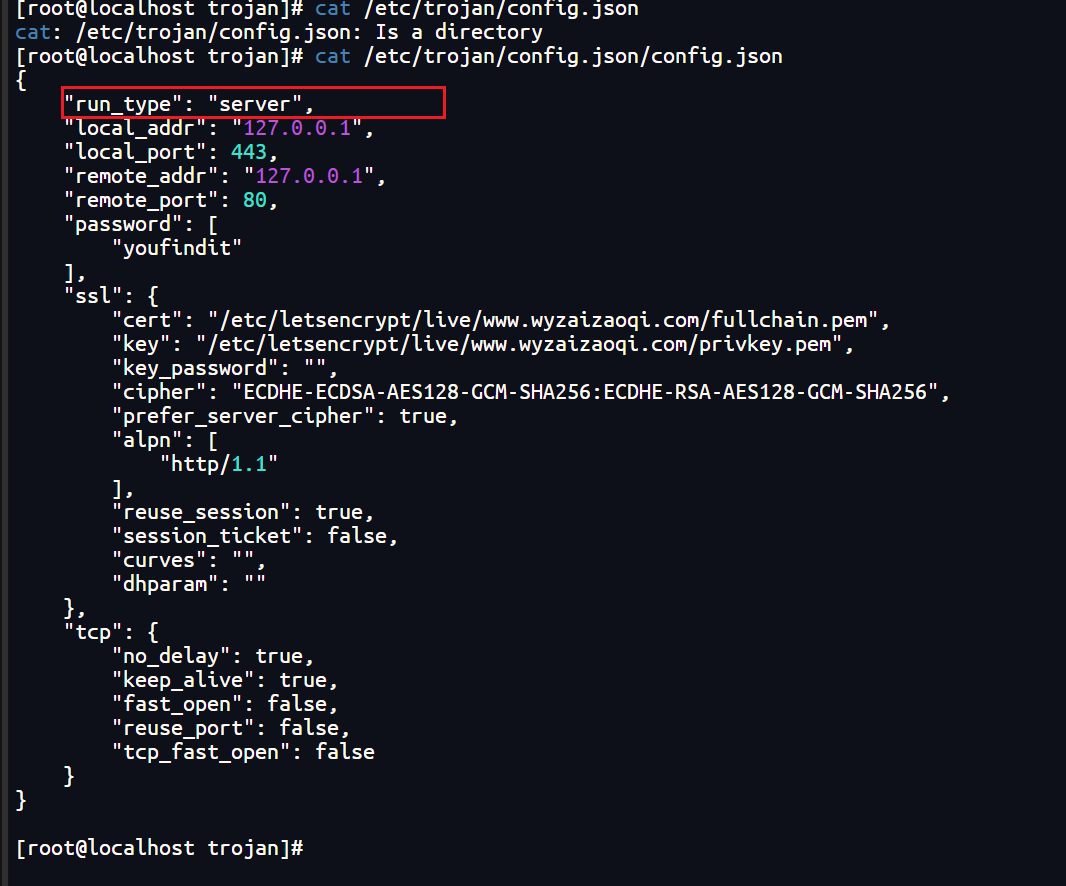 [root@localhost trojan]# cat /etc/trojan/config.json
cat: /etc/trojan/config.json: Is a directory
[root@localhost trojan]# cat /etc/trojan/config.json/config.json
{
    "run_type": "server",
    "local_addr": "127.0.0.1",
    "local_port": 443,
    "remote_addr": "127.0.0.1",
    "remote_port": 80,
    "password": [
        "youfindit"
    ],
    "ssl": {
        "cert": "/etc/letsencrypt/live/www.wyzaizaoqi.com/fullchain.pem",
        "key": "/etc/letsencrypt/live/www.wyzaizaoqi.com/privkey.pem",
        "key_password": "",
        "cipher": "ECDHE-ECDSA-AES128-GCM-SHA256:ECDHE-RSA-AES128-GCM-SHA256",
        "prefer_server_cipher": true,
        "alpn": [
            "http/1.1"
        ],
        "reuse_session": true,
        "session_ticket": false,
        "curves": "",
        "dhparam": ""
    },
    "tcp": {
        "no_delay": true,
        "keep_alive": true,
        "fast_open": false,
        "reuse_port": false,
        "tcp_fast_open": false
    }
}
[root@localhost trojan]#